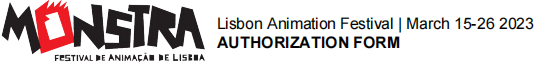 MONSTRA
FESTIVAL DE ANIMAÇÃO DE LISBOA
Lisbon Animation Festival | March 15-26 2023
AUTHORIZATION FORM